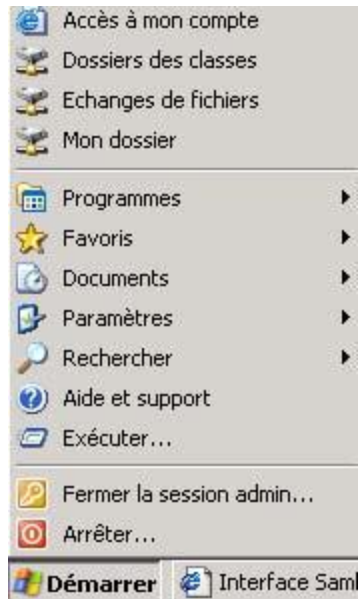 Accès à mon compte
Dossiers des classes
Echanges de fichiers
Mon dossier
Programmes
Favoris
Documents
Paramètres
Rechercher
Aide et support
Exécuter...
Fermer la session admin...
Arrêter...
Démarrer
Interface